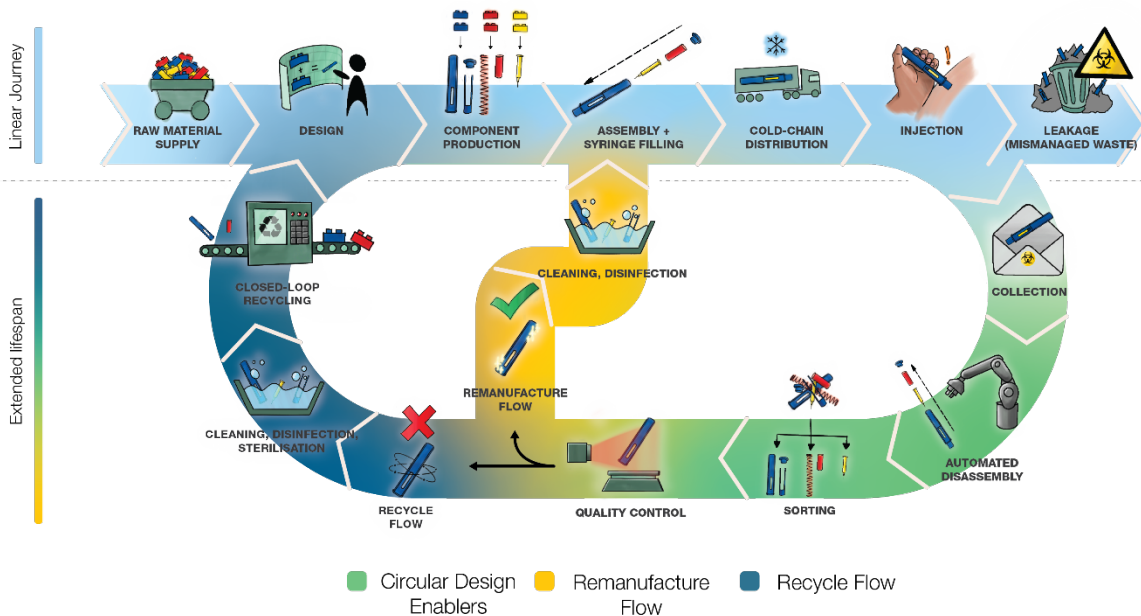 Linear Journey
RAW MATERIAL
SUPPLY
DESIGN
COMPONENT
PRODUCTION
ASSEMBLY +
SYRINGE FILLING
COLD-CHAIN
DISTRIBUTION
INJECTION
LEAKAGE
(MISMANAGED WASTE)
Extended lifespan
CLOSED-LOOP
RECYCLING
CLEANING, DISINFECTION
COLLECTION
REMANUFACTURE
FLOW
CLEANING, DISINFECTION,
STERILISATION
RECYCLE
FLOW
QUALITY CONTROL
SORTING
AUTOMATED
DISASSEMBLY
Circular Design
Enablers
Remanufacture
Flow
Recycle Flow